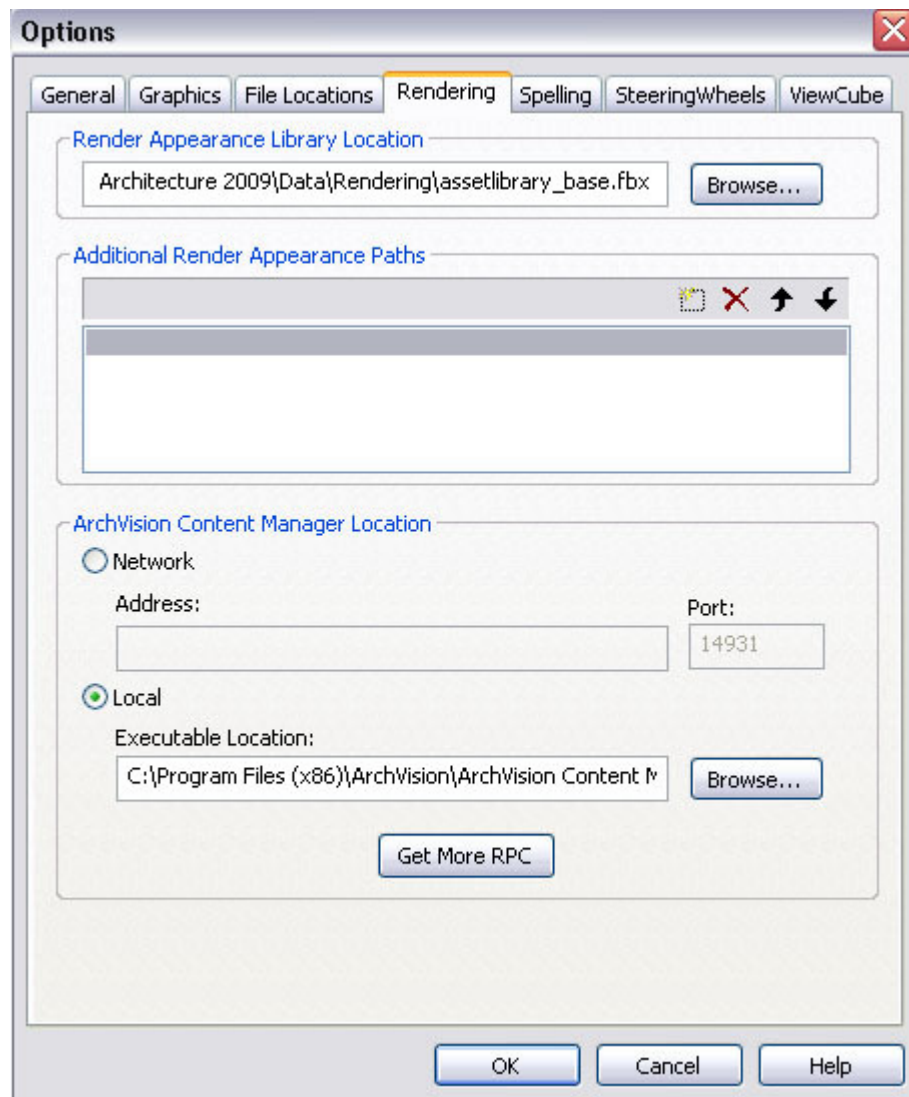 Options
General Graphics File Locations Rendering Spelling SteeringWheels ViewCube
Render Appearance Library Location
Architecture 2009\Data\Rendering\assetlibrary_base.fbx Browse...
Additional Render Appearance Paths
ArchVision Content Manager Location
Network
Address: Port:
14931
Local
Executable Location:
C:\Program Files (x86)\ArchVision\ArchVision Content M Browse...
Get More RPC
OK Cancel Help